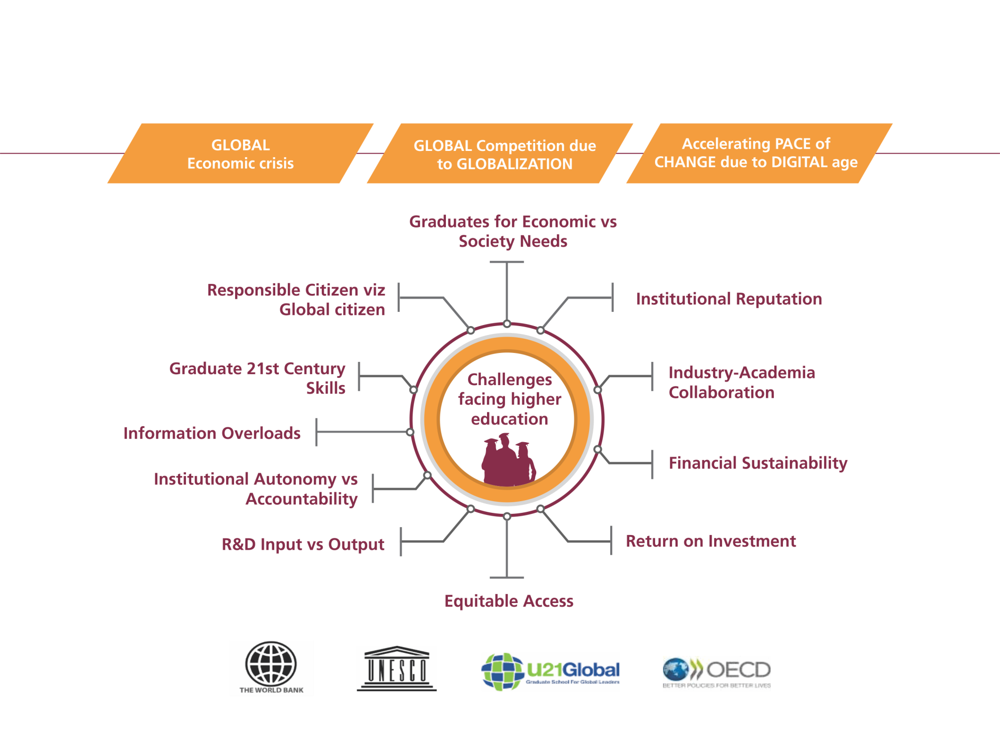 GLOBAL
Economic crisis
GLOBAL Competition due
to GLOBALIZATION
Accelerating PACE of
CHANGE due to DIGITAL age
Graduates for Economic vs
Society Needs
Responsible Citizen viz
Global citizen
Institutional Reputation
Graduate 21st Century
Skills
Industry-Academia
Collaboration
Challenges
facing higher
education
Information Overloads
Financial Sustainability
Institutional Autonomy vs
Accountability
R&D Input vs Output
Return on Investment
Equitable Access
THE WORLD BANK
UNESCO
U21Global
Graduate School For Global Leaders
OECD
BETTER POLICIES FOR BETTER LIVES